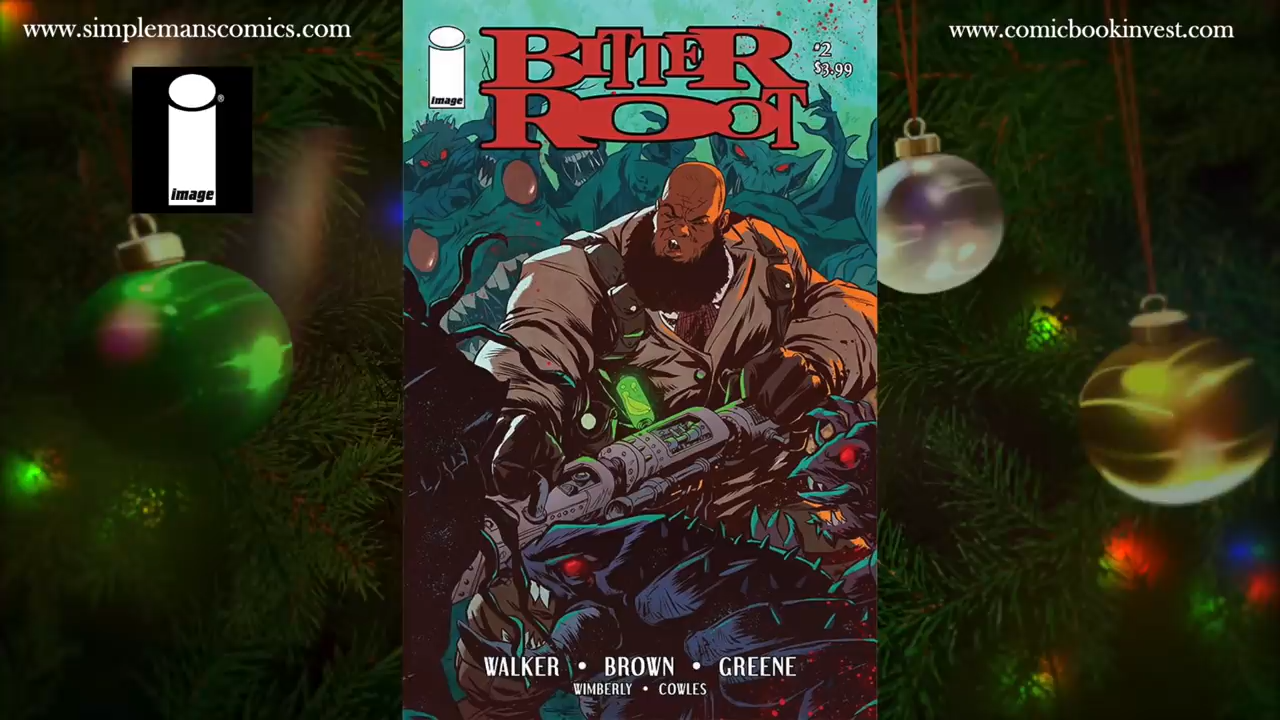 www.simplemanscomics.com
www.comicbookinvest.com
image
image
BITTER
ROOT
#2
$3.99
WALKER • BROWN • GREENE
WIMBERLY • COWLES